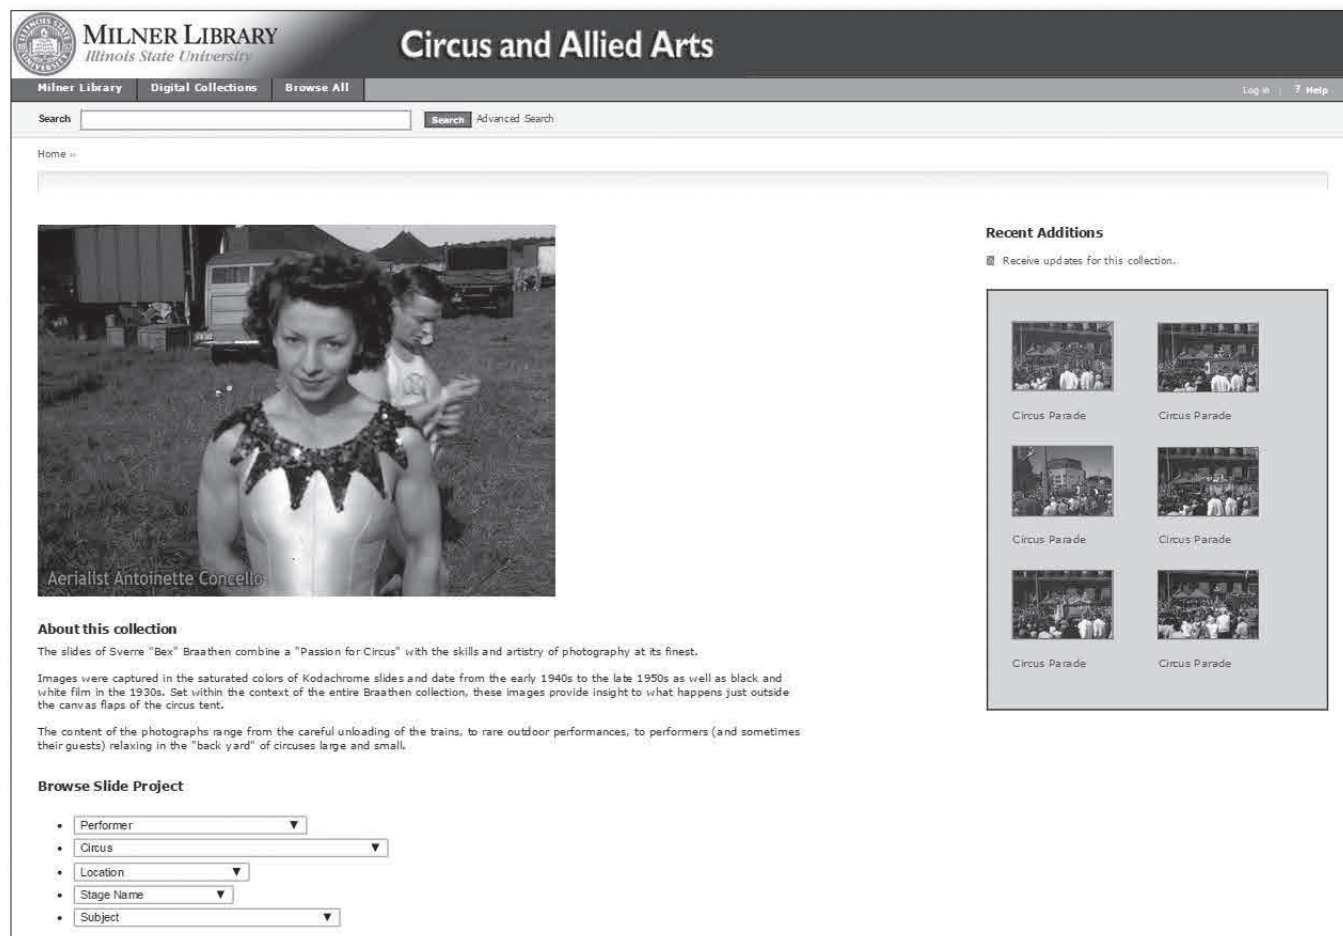 MILNER LIBRARY
Illinois State University
Circus and Allied Arts
Milner Library Digital Collections Browse All
Log in | ? Help
Search Search Advanced Search
Home »
Aerialist Antoinette Concello
About this collection
The slides of Sverre "Bex" Braathen combine a "Passion for Circus" with the skills and artistry of photography at its finest.
Images were captured in the saturated colors of Kodachrome slides and date from the early 1940s to the late 1950s as well as black and
white film in the 1930s. Set within the context of the entire Braathen collection, these images provide insight to what happens just outside
the canvas flaps of the circus tent.
The content of the photographs range from the careful unloading of the trains, to rare outdoor performances, to performers (and sometimes
their guests) relaxing in the "back yard" of circuses large and small.
Browse Slide Project
• Performer ▼
• Circus ▼
• Location ▼
• Stage Name ▼
• Subject ▼
Recent Additions
Receive updates for this collection.
Circus Parade Circus Parade
Circus Parade Circus Parade
Circus Parade Circus Parade